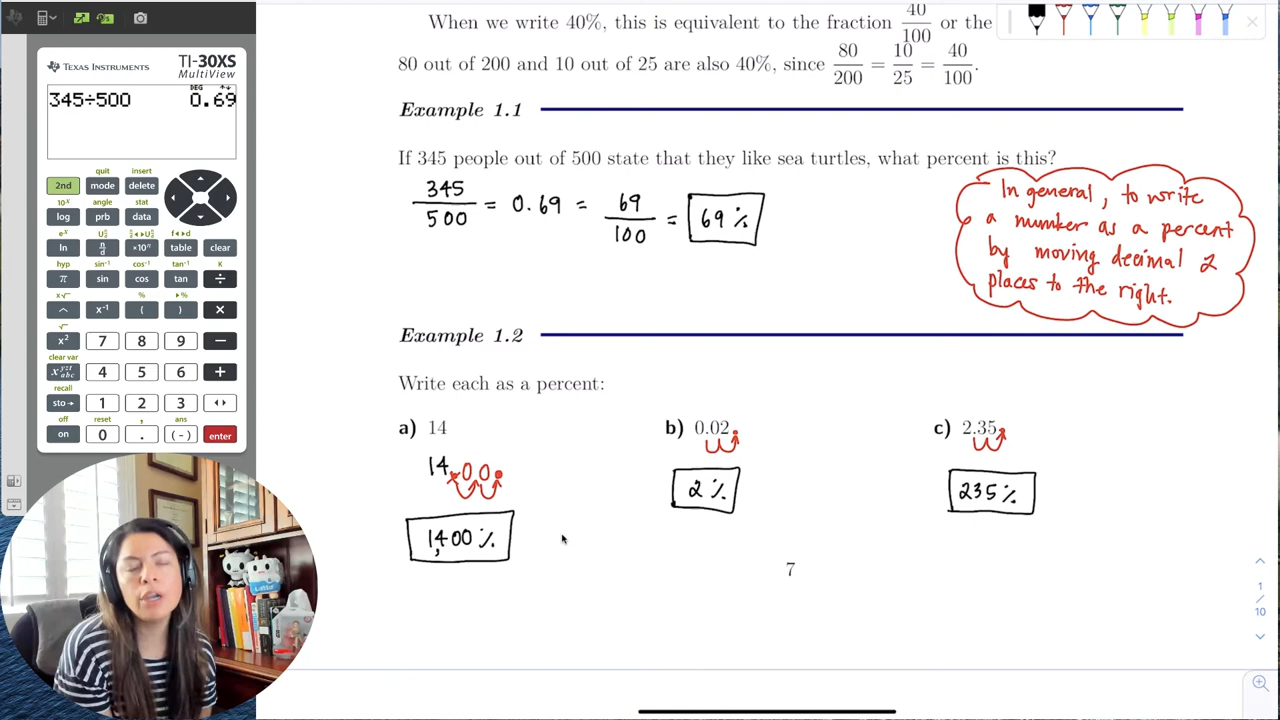 TEXAS INSTRUMENTS TI-30XS
MultiView
DEG
345÷500 0.69
quit insert
2nd mode delete
10ˣ angle stat
log prb data
eˣ
ln n/d ×10ⁿ table clear
f◄►d
hyp sin⁻¹ cos⁻¹ tan⁻¹ K
π sin cos tan ÷
x√ % ►%
^ x⁻¹ ( ) ×
√
x² 7 8 9 −
clear var
xyzt abc 4 5 6 +
recall
sto→ 1 2 3 ◄►
off reset , ans
on 0 . (-) enter
When we write 40%, this is equivalent to the fraction 40/100 or the
80 out of 200 and 10 out of 25 are also 40%, since 80/200 = 10/25 = 40/100.
Example 1.1
If 345 people out of 500 state that they like sea turtles, what percent is this?
345/500 = 0.69 = 69/100 = 69%
In general, to write
a number as a percent
by moving decimal 2
places to the right.
Example 1.2
Write each as a percent:
a) 14 b) 0.02 c) 2.35
14.00.
1,400% 2% 235%
7
1
/
10